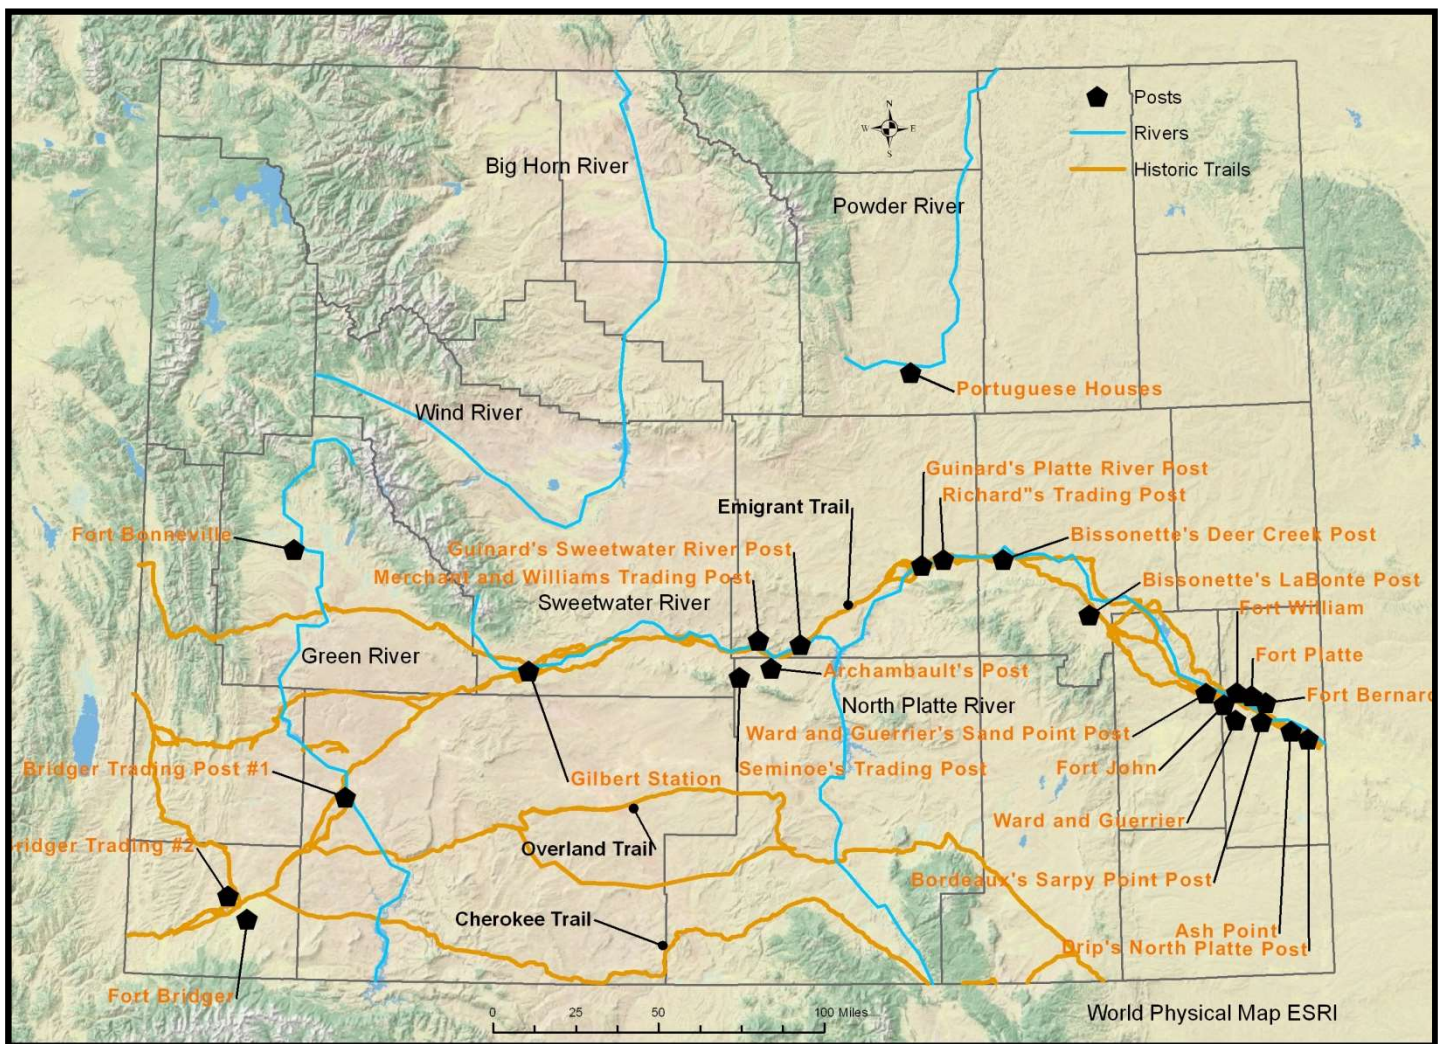 N
W E
S
Posts
Rivers
Historic Trails
Big Horn River
Powder River
Portuguese Houses
Wind River
Guinard's Platte River Post
Richard"s Trading Post
Emigrant Trail
Fort Bonneville
Bissonette's Deer Creek Post
Guinard's Sweetwater River Post
Merchant and Williams Trading Post
Bissonette's LaBonte Post
Sweetwater River
Fort William
Green River
Fort Platte
Archambault's Post
Fort Bernard
North Platte River
Ward and Guerrier's Sand Point Post
Bridger Trading Post #1
Gilbert Station
Seminoe's Trading Post
Fort John
Ward and Guerrier
ridger Trading #2
Overland Trail
Bordeaux's Sarpy Point Post
Cherokee Trail
Ash Point
Drip's North Platte Post
Fort Bridger
0 25 50 100 Miles
World Physical Map ESRI